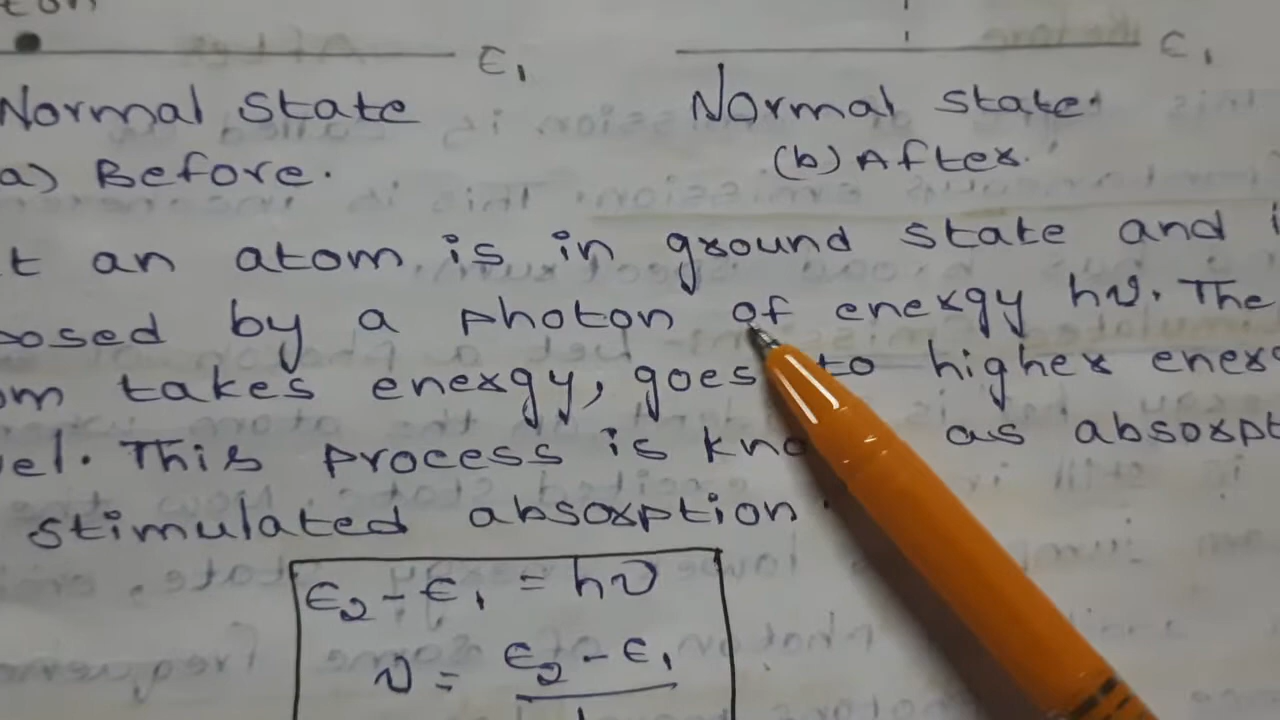 E₁ E₁
Normal State Normal state.
a) Before. (b) After.
t an atom is in ground state and i
posed by a photon of energy hν. The
om takes energy, goes to higher ener
el. This process is kno as absorpt
stimulated absorption.
E₂ - E₁ = hν
ν = E₂ - E₁